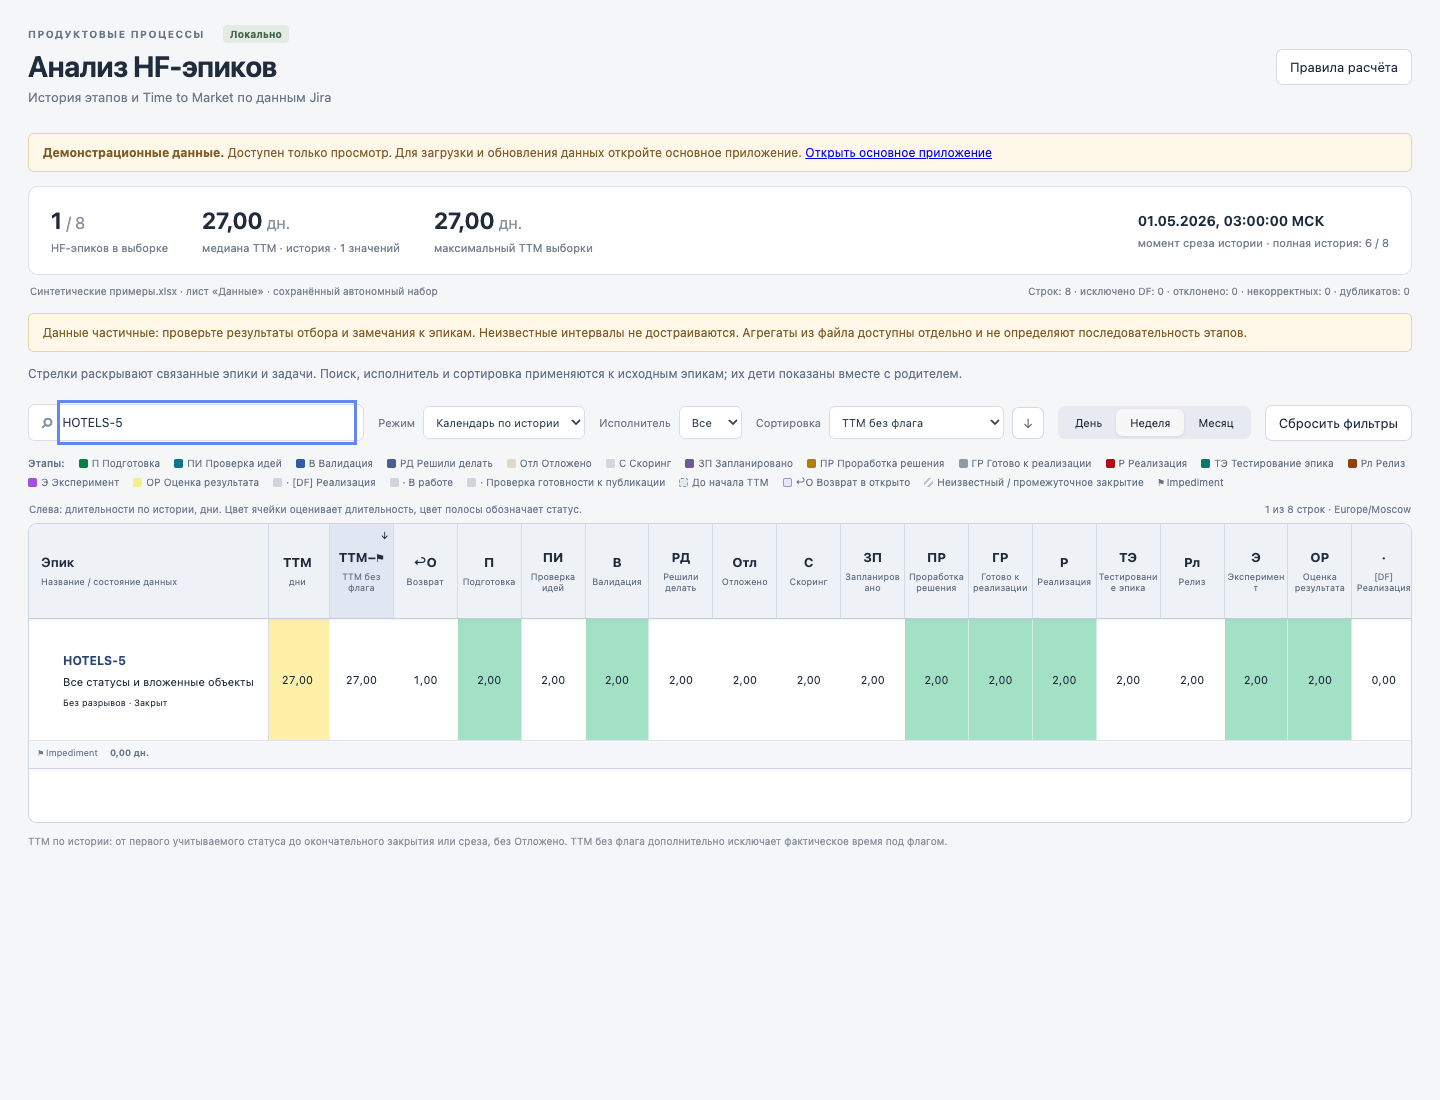 ПРОДУКТОВЫЕ ПРОЦЕССЫ Локально
Анализ HF-эпиков
Правила расчёта
История этапов и Time to Market по данным Jira
Демонстрационные данные. Доступен только просмотр. Для загрузки и обновления данных откройте основное приложение. Открыть основное приложение
1 / 8 27,00 дн. 27,00 дн. 01.05.2026, 03:00:00 МСК
HF-эпиков в выборке медиана ТТМ · история · 1 значений максимальный ТТМ выборки момент среза истории · полная история: 6 / 8
Синтетические примеры.xlsx · лист «Данные» · сохранённый автономный набор Строк: 8 · исключено DF: 0 · отклонено: 0 · некорректных: 0 · дубликатов: 0
Данные частичные: проверьте результаты отбора и замечания к эпикам. Неизвестные интервалы не достраиваются. Агрегаты из файла доступны отдельно и не определяют последовательность этапов.
Стрелки раскрывают связанные эпики и задачи. Поиск, исполнитель и сортировка применяются к исходным эпикам; их дети показаны вместе с родителем.
HOTELS-5 Режим Календарь по истории Исполнитель Все Сортировка ТТМ без флага ↓ День Неделя Месяц Сбросить фильтры
Этапы: П Подготовка ПИ Проверка идей В Валидация РД Решили делать Отл Отложено С Скоринг ЗП Запланировано ПР Проработка решения ГР Готово к реализации Р Реализация ТЭ Тестирование эпика Рл Релиз
Э Эксперимент ОР Оценка результата · [DF] Реализация · В работе · Проверка готовности к публикации До начала ТТМ ↩О Возврат в открыто Неизвестный / промежуточное закрытие ⚑ Impediment
Слева: длительности по истории, дни. Цвет ячейки оценивает длительность, цвет полосы обозначает статус. 1 из 8 строк · Europe/Moscow
↓
Эпик ТТМ ТТМ−⚑ ↩О П ПИ В РД Отл С ЗП ПР ГР Р ТЭ Рл Э ОР ·
Название / состояние данных дни ТТМ без Возврат Подготовка Проверка Валидация Решили Отложено Скоринг Запланиров Проработка Готово к Реализация Тестировани Релиз Эксперимен Оценка [DF]
флага идей делать ано решения реализации е эпика т результата Реализация
HOTELS-5
Все статусы и вложенные объекты
Без разрывов · Закрыт
27,00 27,00 1,00 2,00 2,00 2,00 2,00 2,00 2,00 2,00 2,00 2,00 2,00 2,00 2,00 2,00 2,00 0,00
⚑ Impediment 0,00 дн.
ТТМ по истории: от первого учитываемого статуса до окончательного закрытия или среза, без Отложено. ТТМ без флага дополнительно исключает фактическое время под флагом.